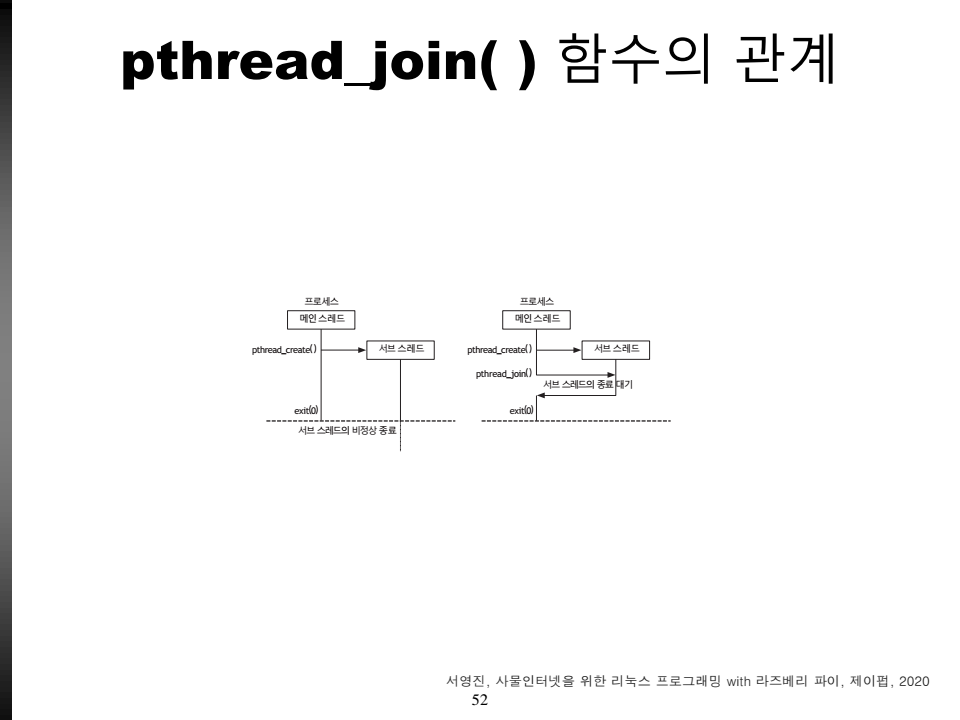 pthread_join( ) 함수의 관계
프로세스
메인 스레드
pthread_create( )
서브 스레드
exit(0)
서브 스레드의 비정상 종료
프로세스
메인 스레드
pthread_create( )
서브 스레드
pthread_join( )
서브 스레드의 종료 대기
exit(0)
서영진, 사물인터넷을 위한 리눅스 프로그래밍 with 라즈베리 파이, 제이펍, 2020
52